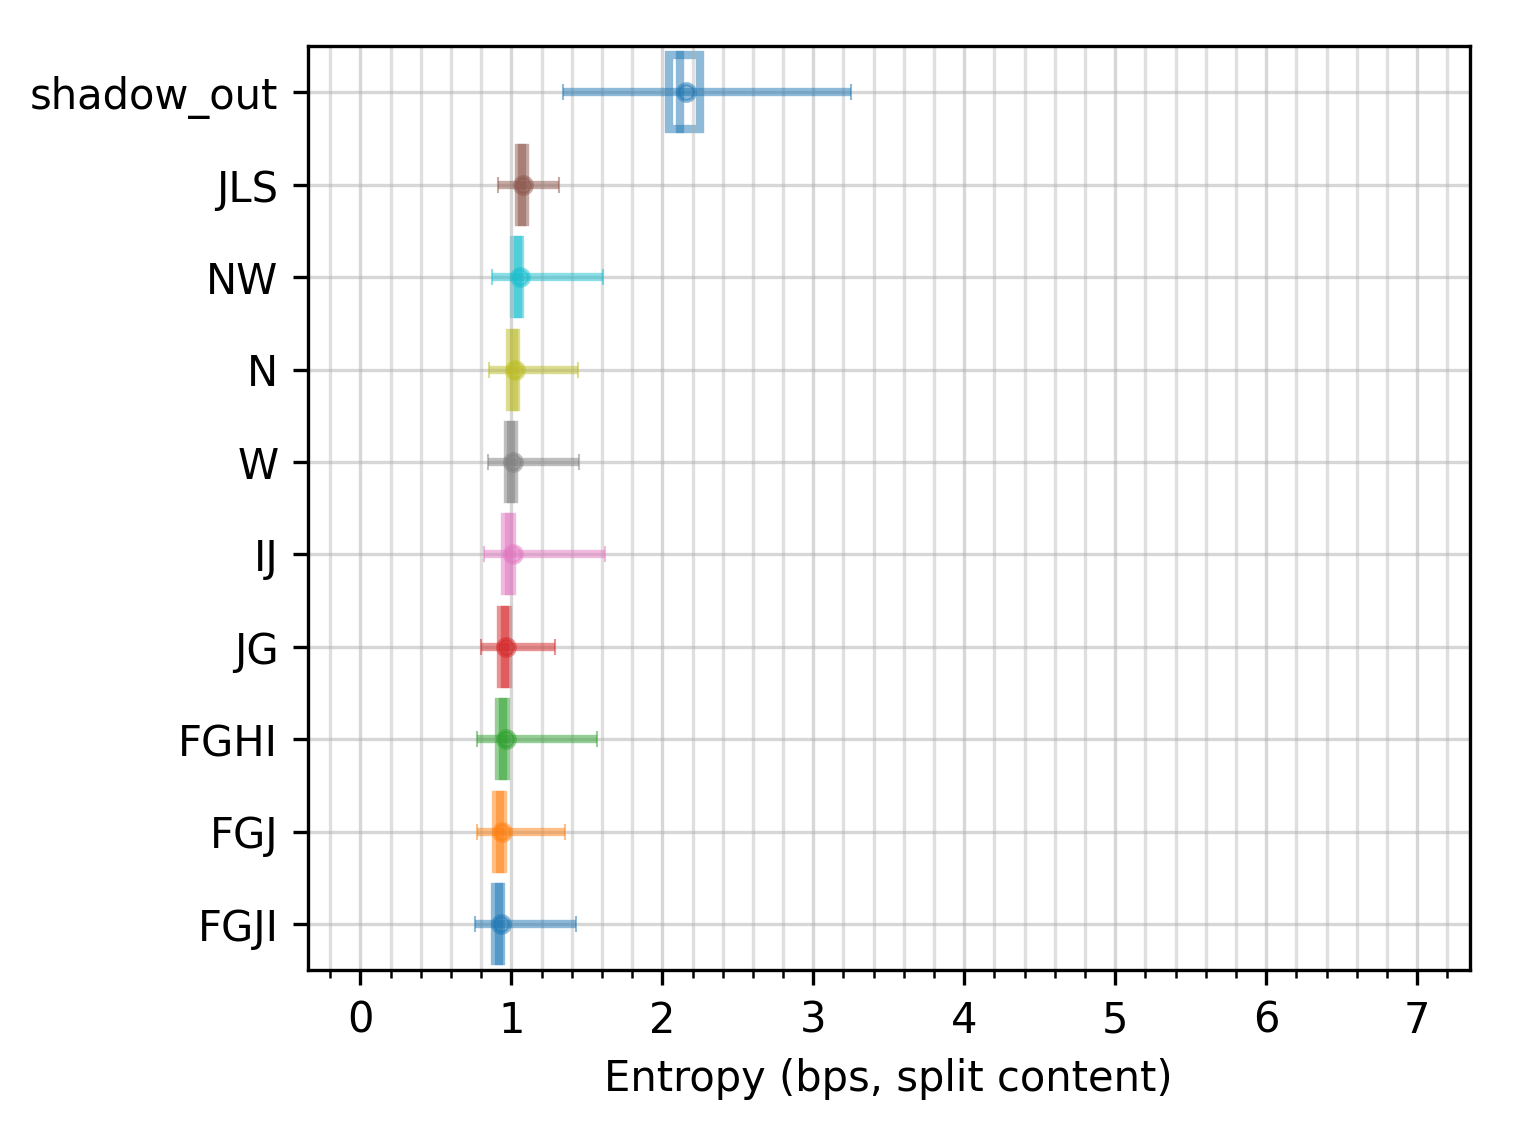 shadow_out
JLS
NW
N
W
IJ
JG
FGHI
FGJ
FGJI
0 1 2 3 4 5 6 7
Entropy (bps, split content)